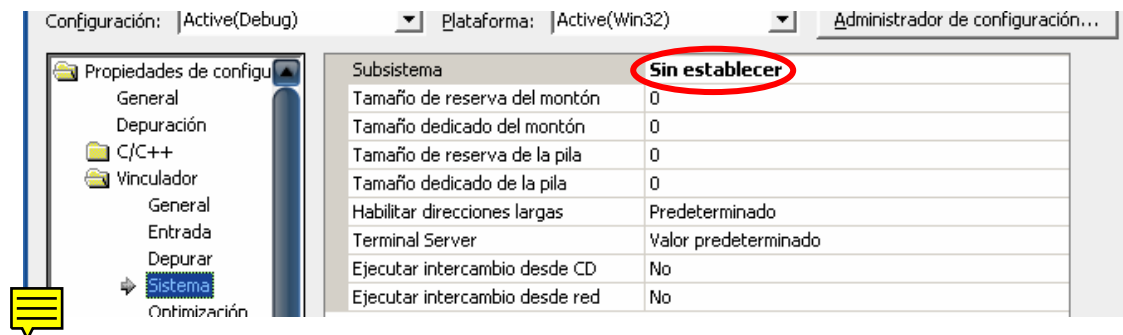 Configuración: Active(Debug) Plataforma: Active(Win32) Administrador de configuración...
Propiedades de configu
General
Depuración
C/C++
Vinculador
General
Entrada
Depurar
Sistema
Optimización
Subsistema Sin establecer
Tamaño de reserva del montón 0
Tamaño dedicado del montón 0
Tamaño de reserva de la pila 0
Tamaño dedicado de la pila 0
Habilitar direcciones largas Predeterminado
Terminal Server Valor predeterminado
Ejecutar intercambio desde CD No
Ejecutar intercambio desde red No